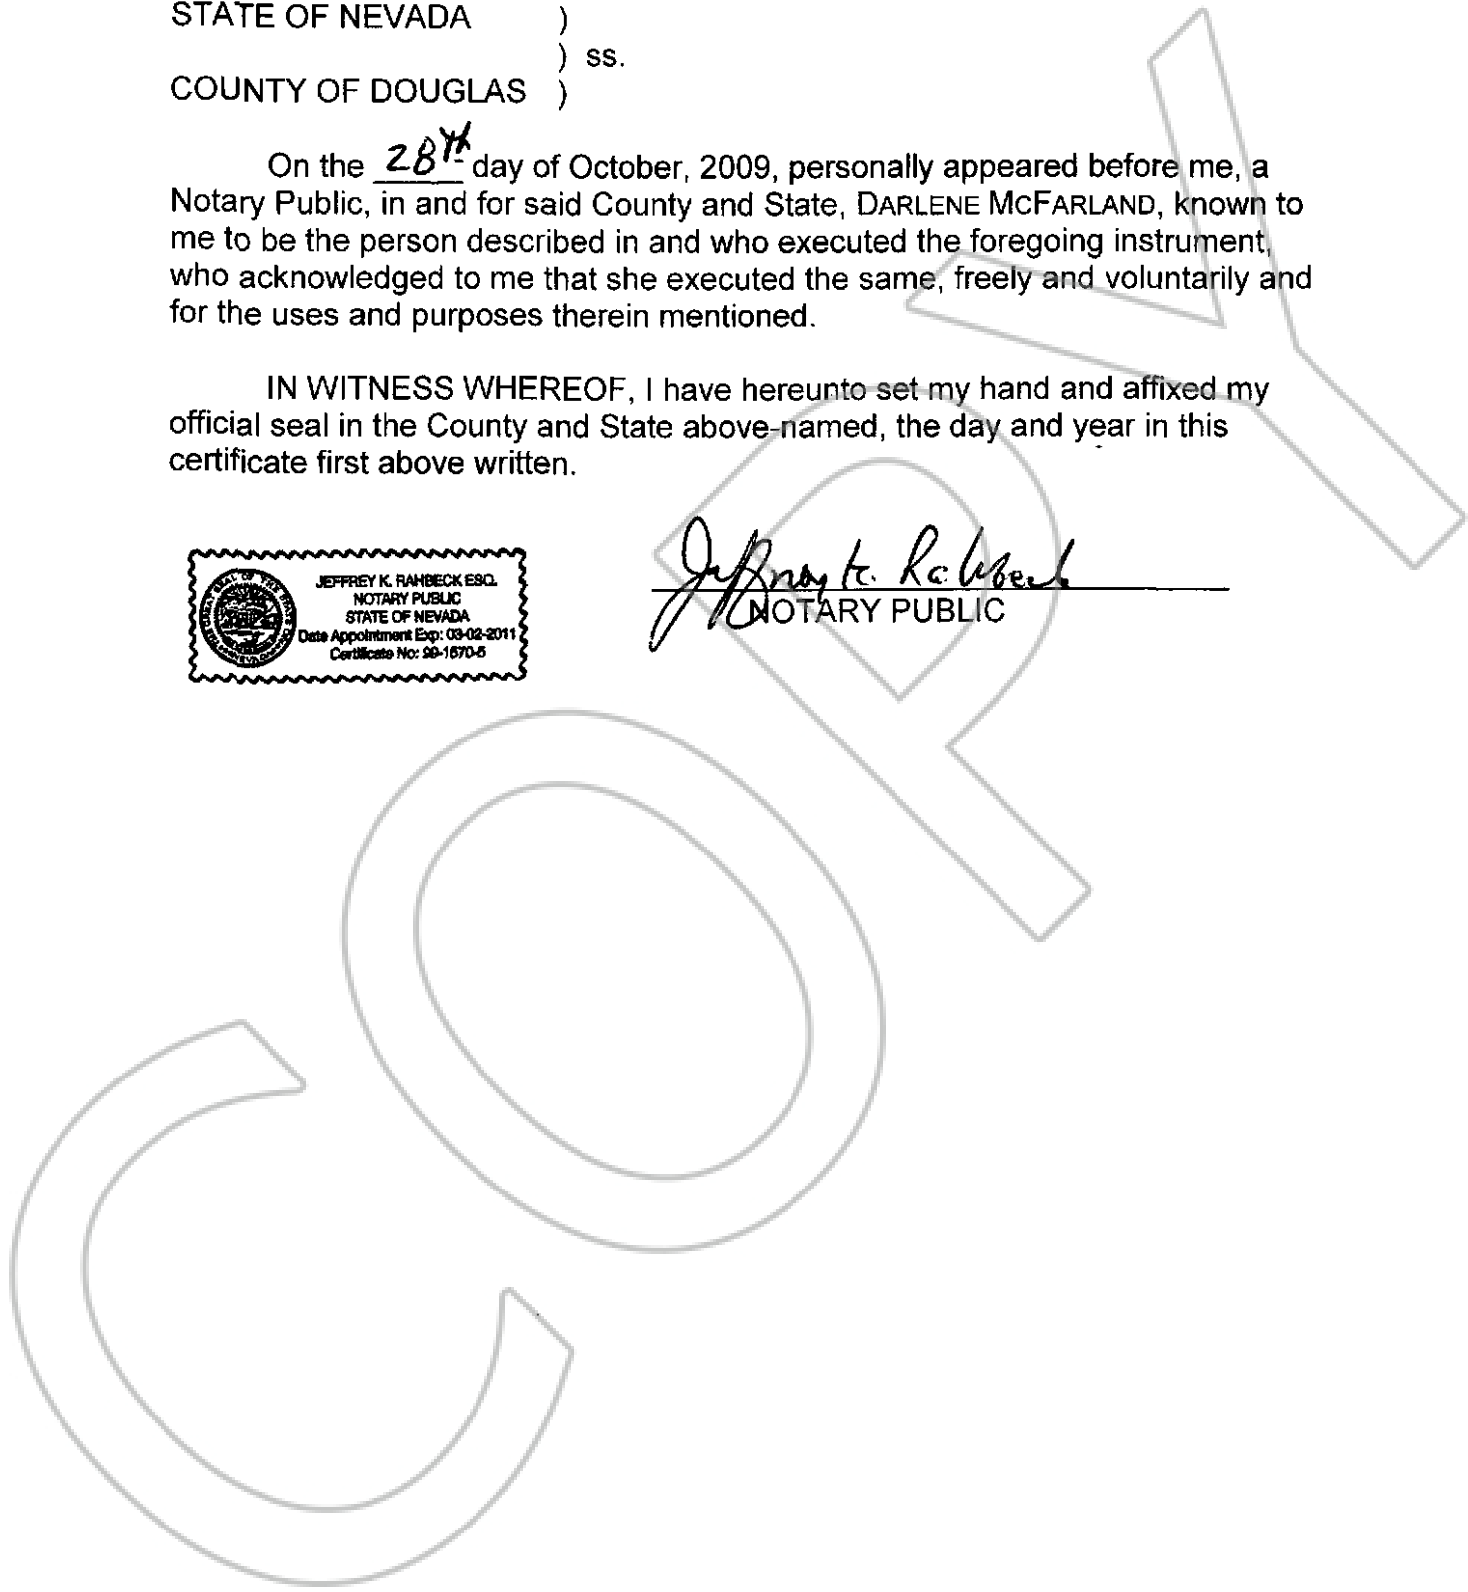 STATE OF NEVADA )
) ss.
COUNTY OF DOUGLAS )
On the 28th day of October, 2009, personally appeared before me, a
Notary Public, in and for said County and State, DARLENE MCFARLAND, known to
me to be the person described in and who executed the foregoing instrument,
who acknowledged to me that she executed the same, freely and voluntarily and
for the uses and purposes therein mentioned.
IN WITNESS WHEREOF, I have hereunto set my hand and affixed my
official seal in the County and State above-named, the day and year in this
certificate first above written.
JEFFREY K. RAHBECK ESQ.
NOTARY PUBLIC
STATE OF NEVADA
Date Appointment Exp: 03-02-2011
Certificate No: 99-1670-5
Jeffrey K. Rahbeck
NOTARY PUBLIC
COPY